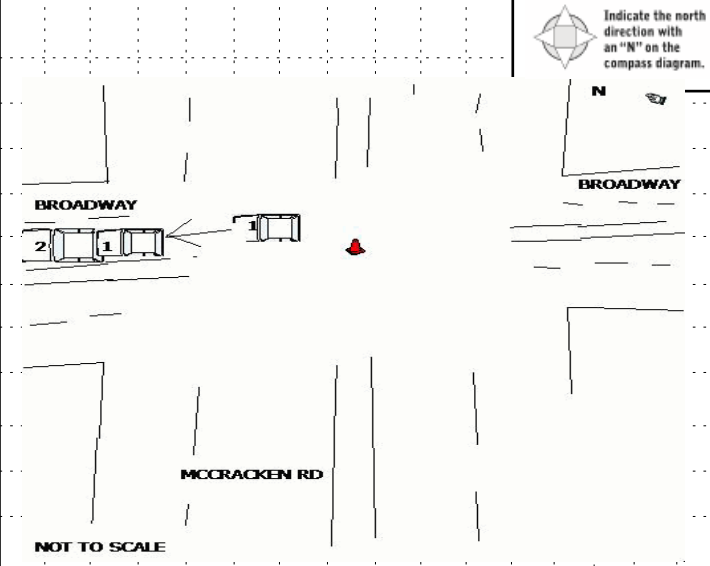 Indicate the north
direction with
an "N" on the
compass diagram.
N
BROADWAY
BROADWAY
1
2 1
MCCRACKEN RD
NOT TO SCALE